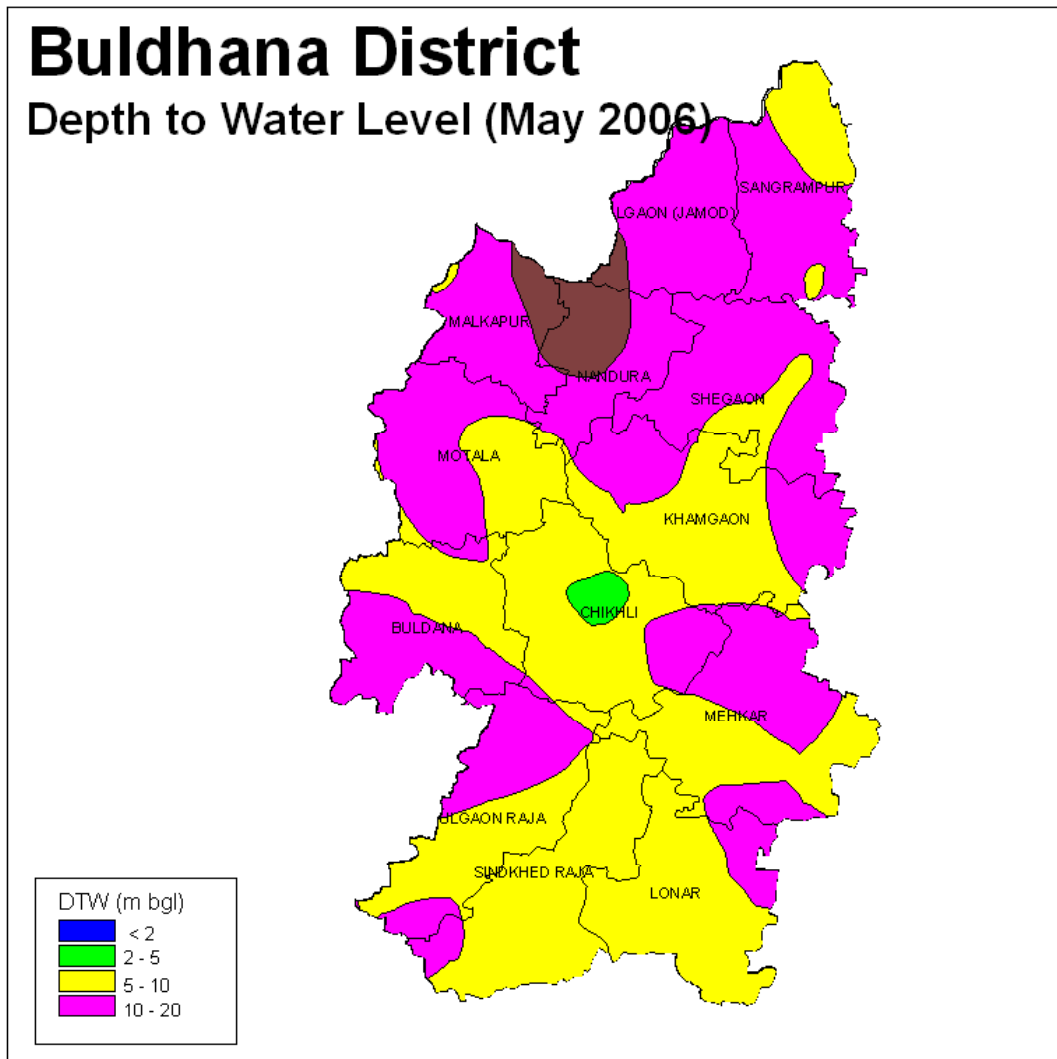 Buldhana District
Depth to Water Level (May 2006)
SANGRAMPUR
LGAON (JAMOD)
MALKAPUR
NANDURA
SHEGAON
MOTALA
KHAMGAON
CHIKHLI
BULDANA
MEHKAR
ULGAON RAJA
SINDKHED RAJA
LONAR
DTW (m bgl)
< 2
2 - 5
5 - 10
10 - 20